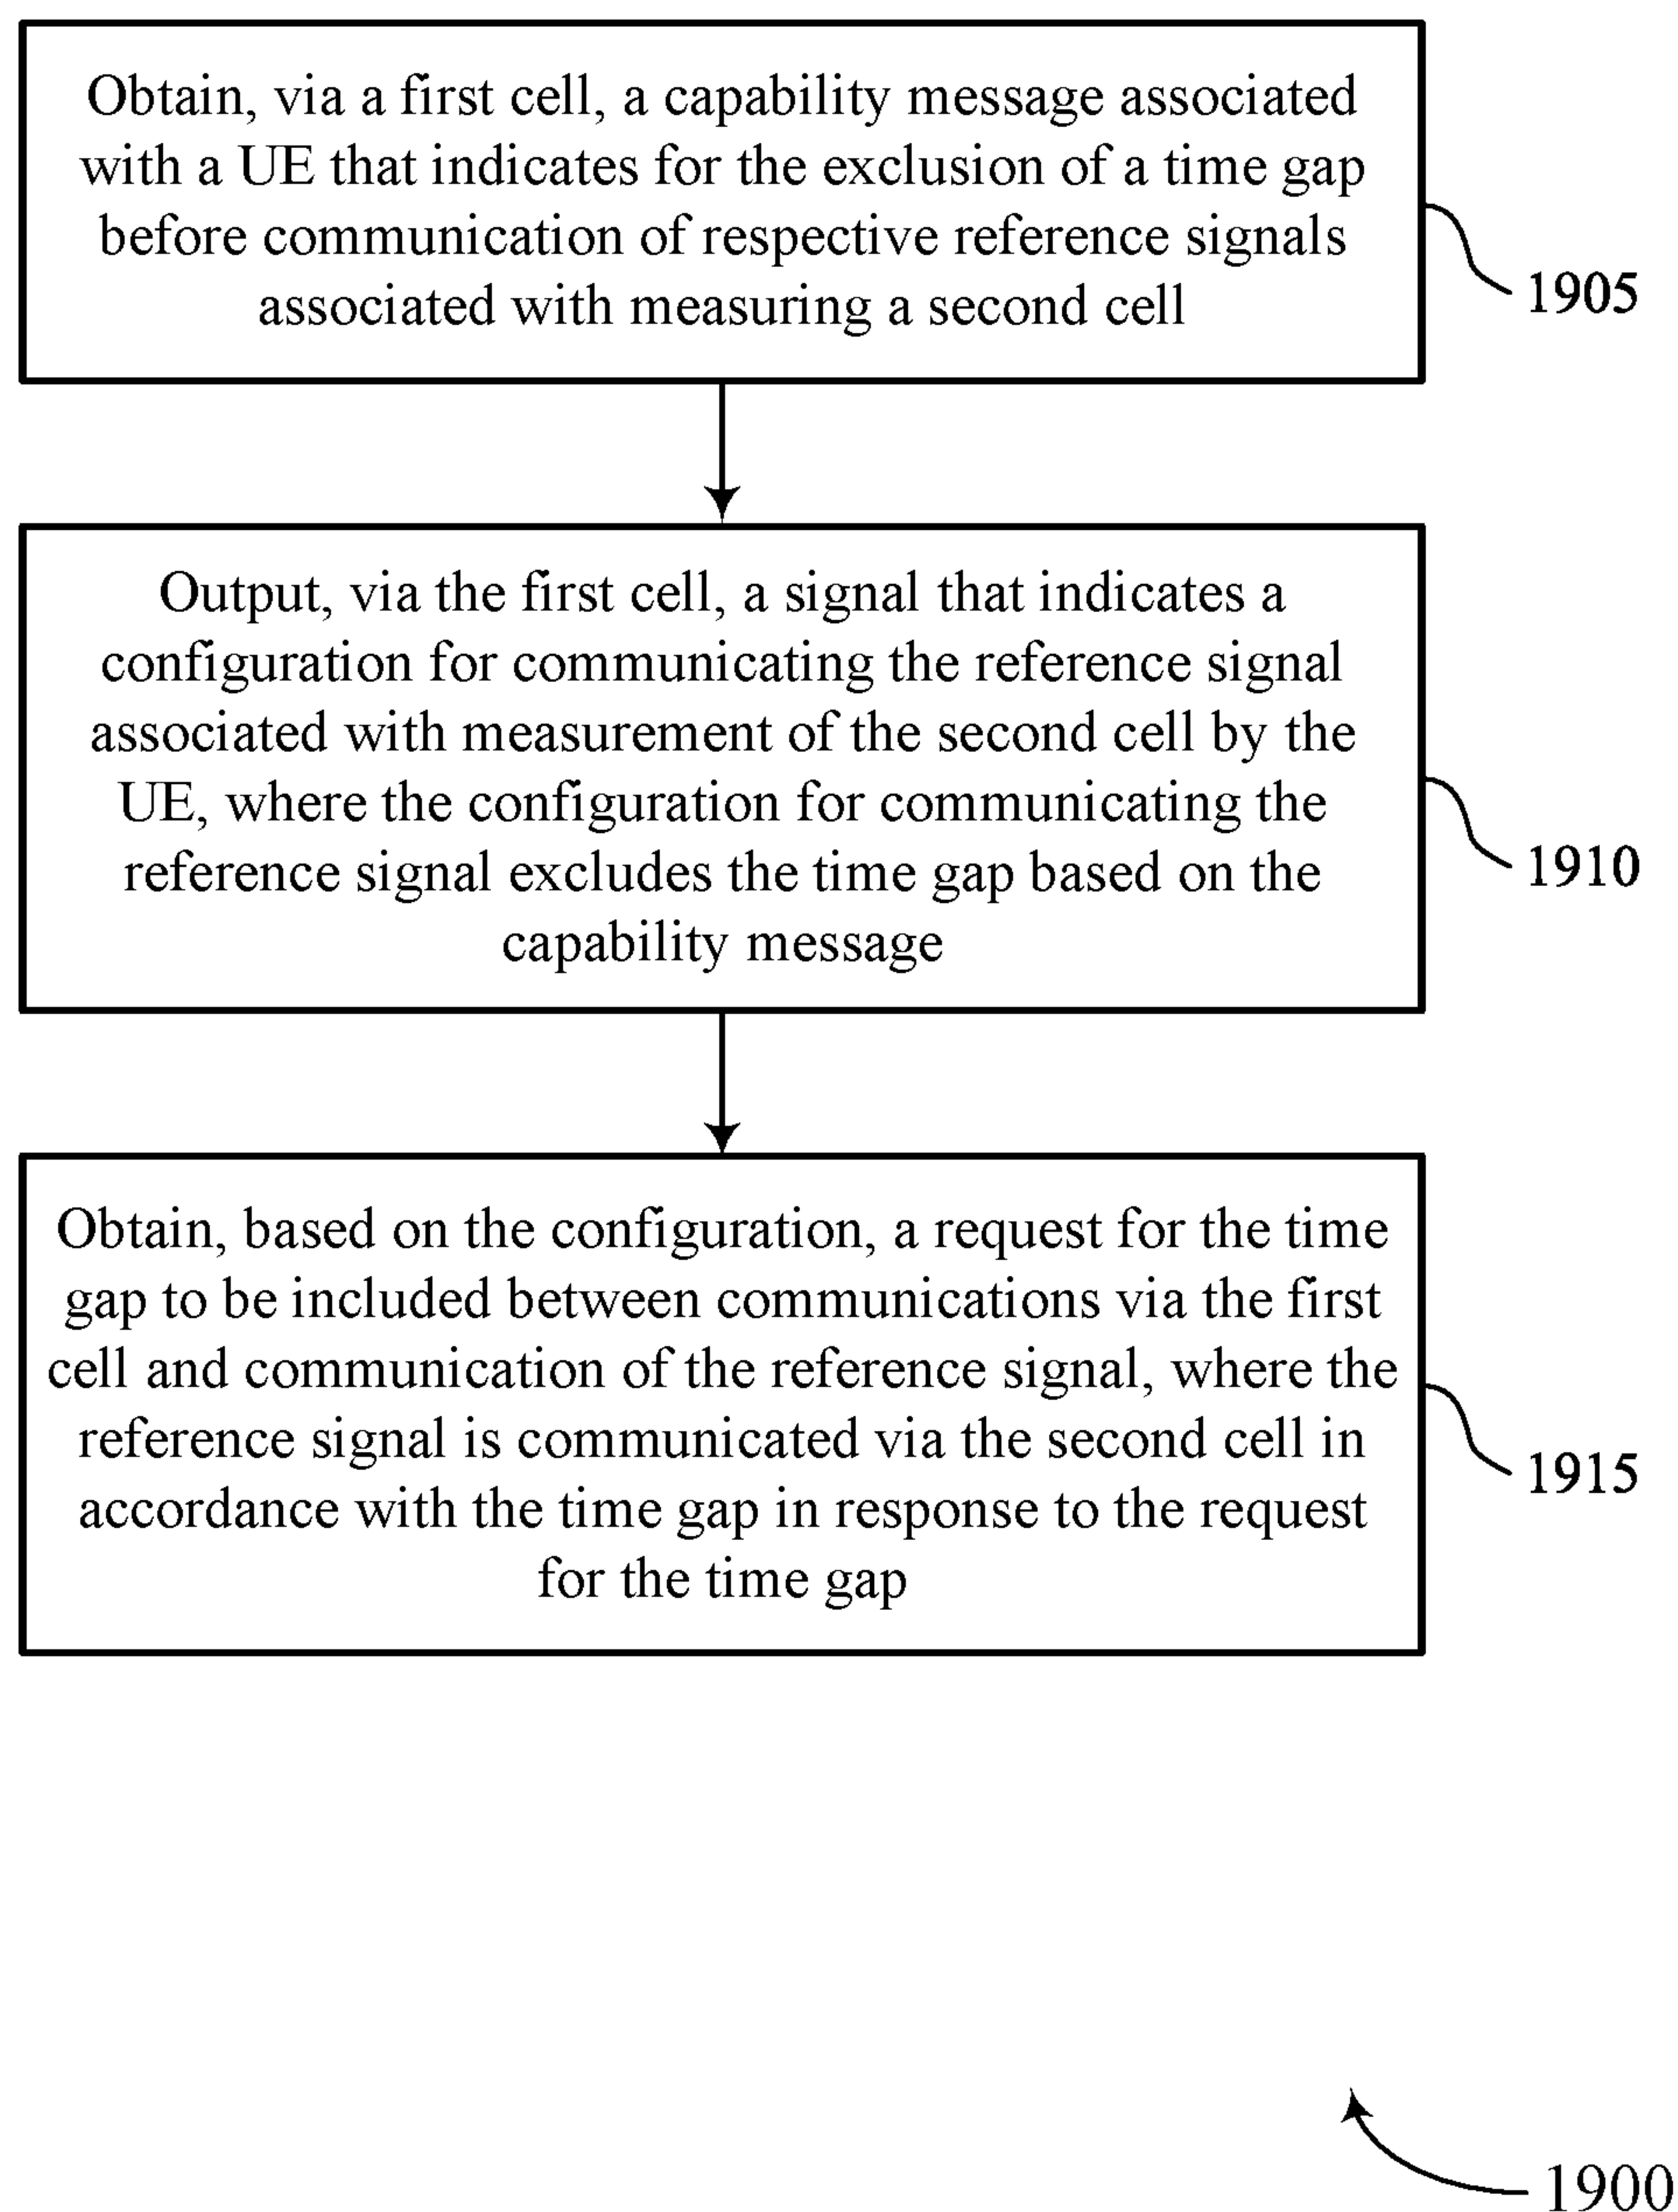 Obtain, via a first cell, a capability message associated
with a UE that indicates for the exclusion of a time gap
before communication of respective reference signals
associated with measuring a second cell
1905
Output, via the first cell, a signal that indicates a
configuration for communicating the reference signal
associated with measurement of the second cell by the
UE, where the configuration for communicating the
reference signal excludes the time gap based on the
capability message
1910
Obtain, based on the configuration, a request for the time
gap to be included between communications via the first
cell and communication of the reference signal, where the
reference signal is communicated via the second cell in
accordance with the time gap in response to the request
for the time gap
1915
1900